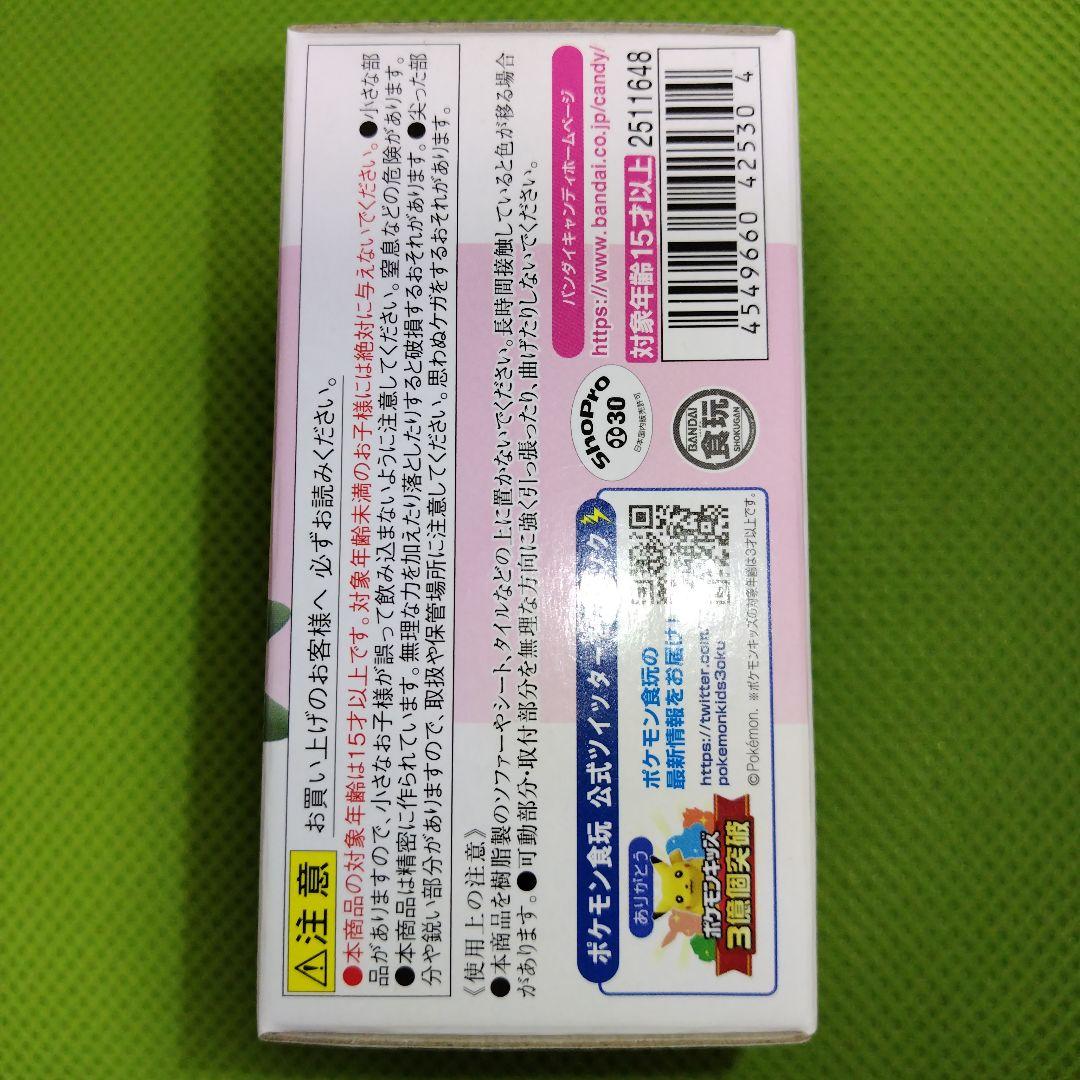 注意 お買い上げのお客様へ 必ずお読みください。
●本商品の対象年齢は15才以上です。対象年齢未満のお子様には絶対に与えないでください。●小さな部
品がありますので、小さなお子様が誤って飲み込まないように注意してください。窒息などの危険があります。
●本商品は精密に作られています。無理な力を加えたり落としたりすると破損するおそれがあります。●尖った部
分や鋭い部分がありますので、取扱や保管場所に注意してください。思わぬケガをするおそれがあります。
《使用上の注意》
●本商品を樹脂製のソファーやシート、タイルなどの上に置かないでください。長時間接触していると色が移る場合
があります。●可動部分・取付部分を無理な方向に強く引っ張ったり、曲げたりしないでください。
ポケモン食玩 公式ツイッター
ク
ありがとう
ポケモンキッズ
3億個突破
ポケモン食玩の
最新情報をお届け!
https://twitter.com
pokemonkids3oku
©Pokémon. ※ポケモンキッズの対象年齢は3才以上です。
ShoPro
30
日本国内販売許可
BANDAI
食玩
SHOKUGAN
バンダイキャンディホームページ
https://www.bandai.co.jp/candy/
対象年齢15才以上 2511648
4549660 42530 4